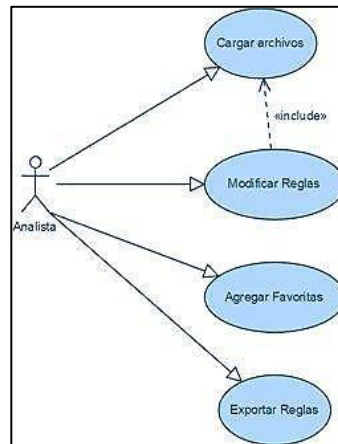 Cargar archivos
«include»
Modificar Reglas
Analista
Agregar Favoritas
Exportar Reglas